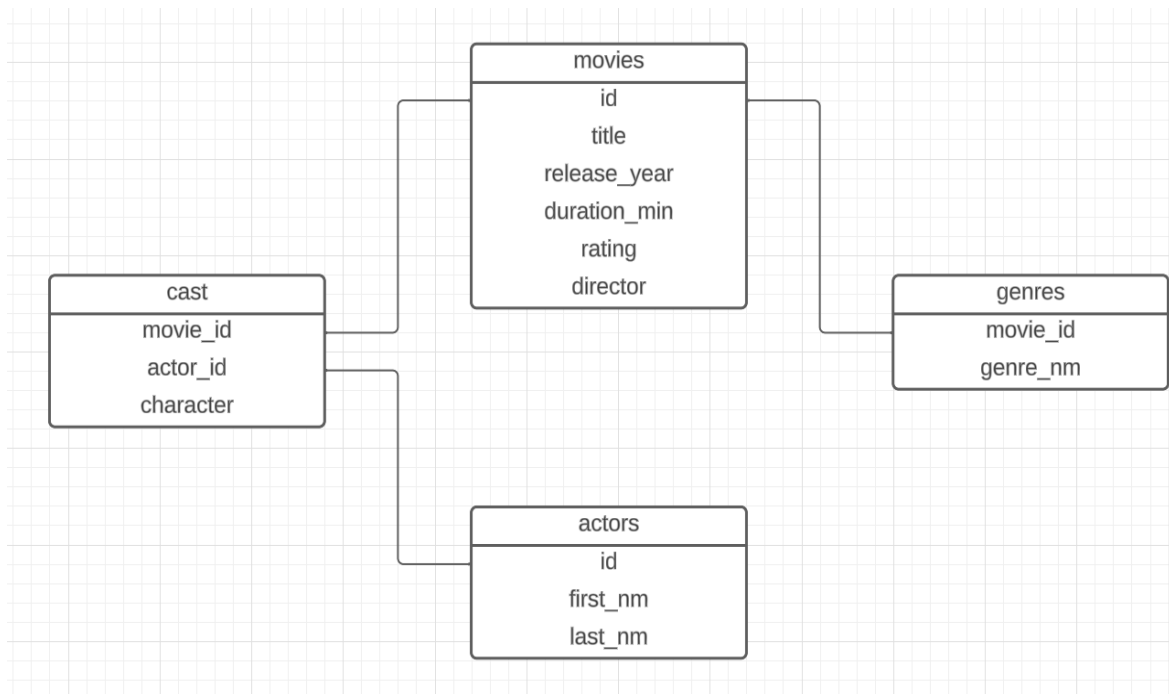 movies
id
title
release_year
duration_min
rating
director
cast
movie_id
actor_id
character
genres
movie_id
genre_nm
actors
id
first_nm
last_nm